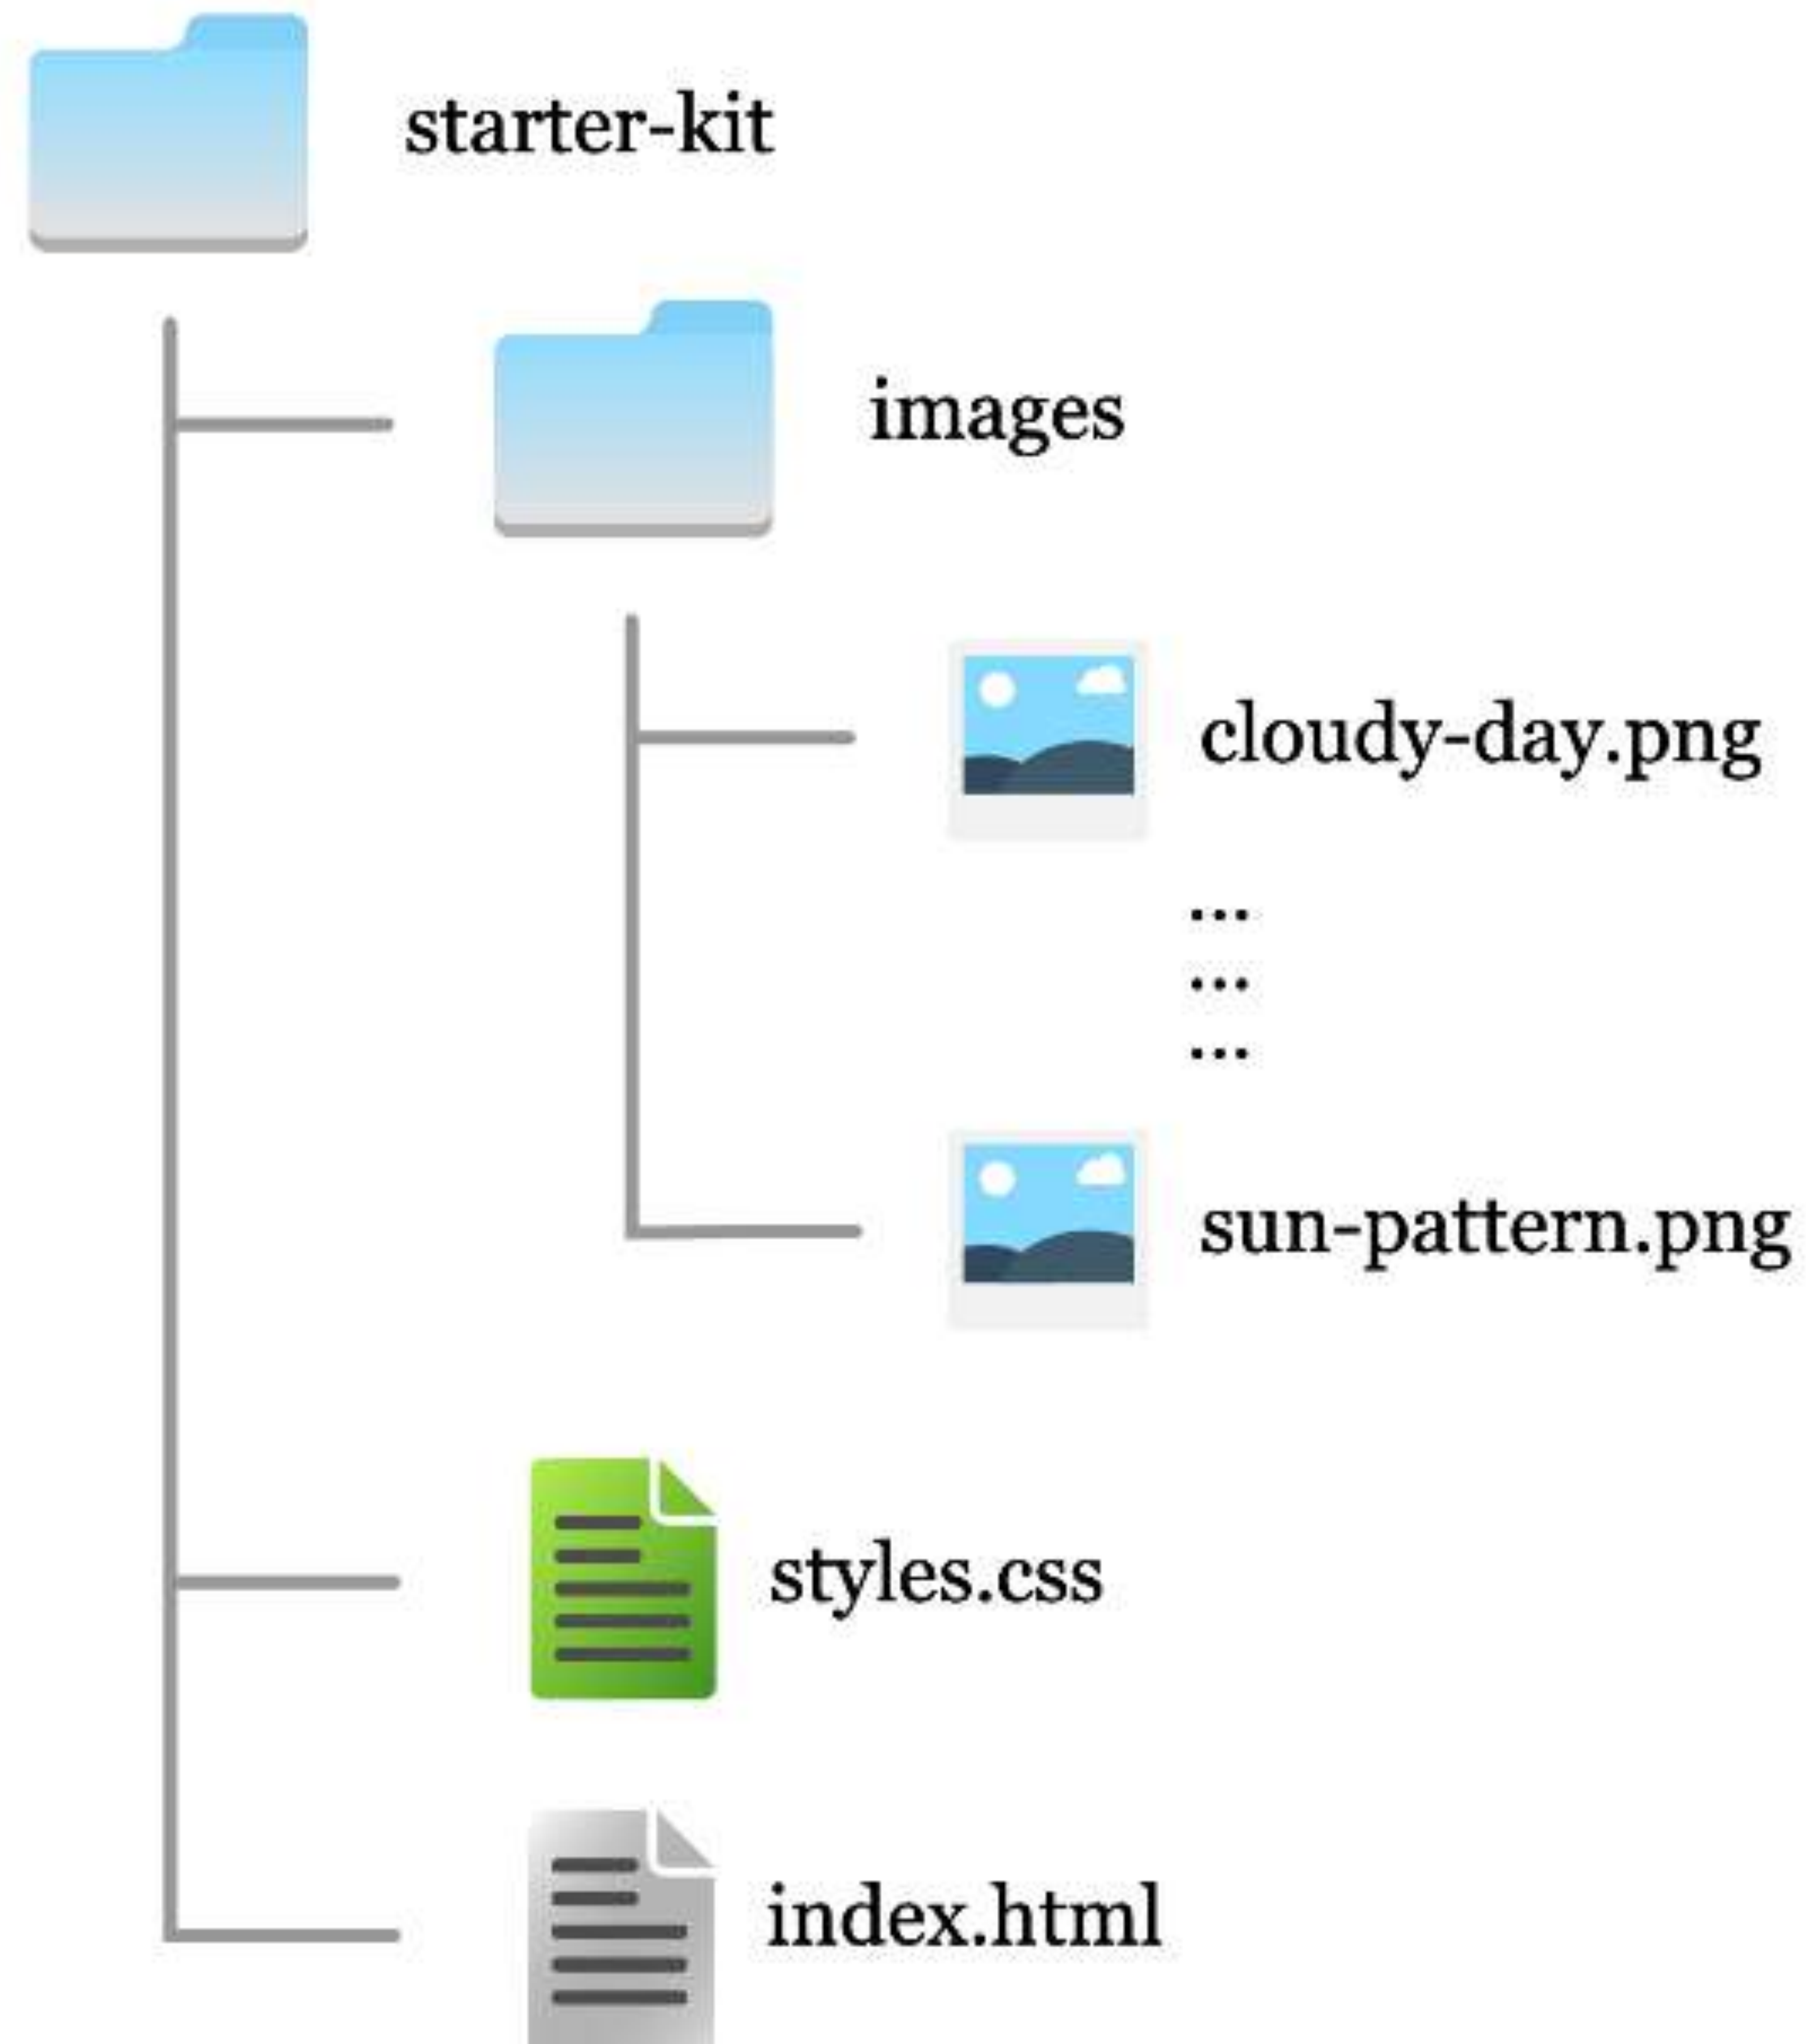 starter-kit
images
cloudy-day.png
...
...
...
sun-pattern.png
styles.css
index.html